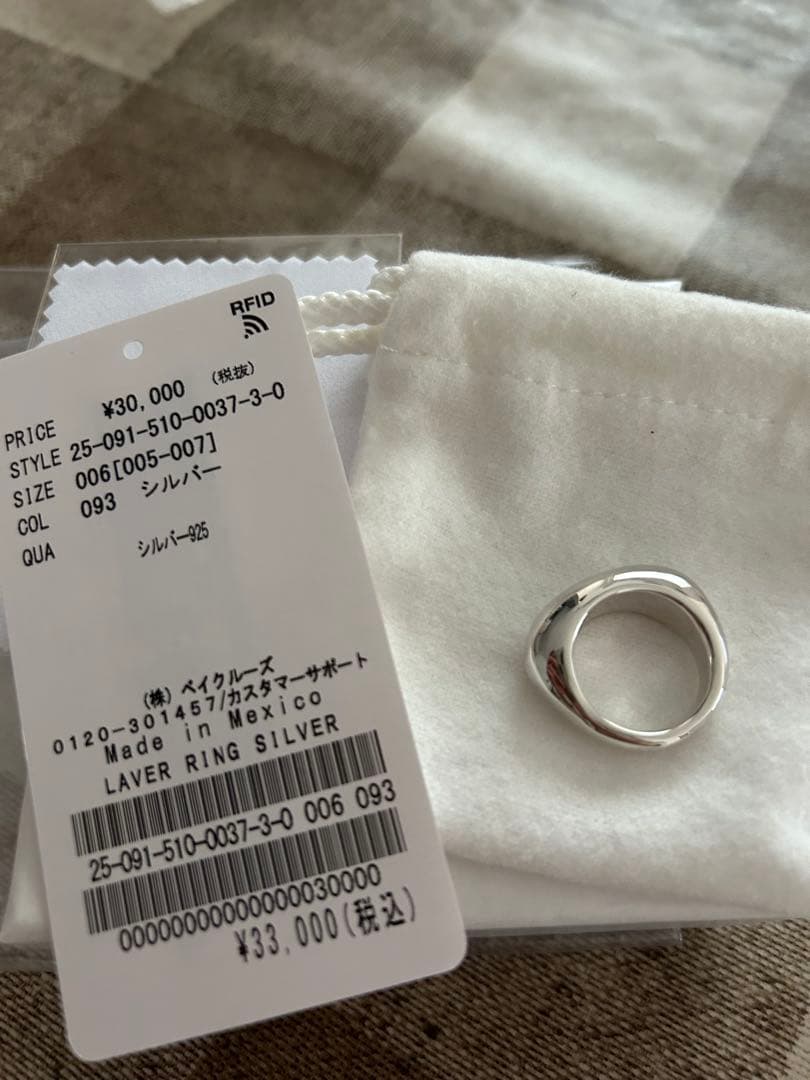 RFID
PRICE ¥30,000 (税抜)
STYLE 25-091-510-0037-3-0
SIZE 006[005-007]
COL 093 シルバー
QUA シルバー925
(株) ベイクルーズ
0120-301457/カスタマーサポート
Made in Mexico
LAVER RING SILVER
25-091-510-0037-3-0 006 093
00000000000000030000
¥33,000(税込)